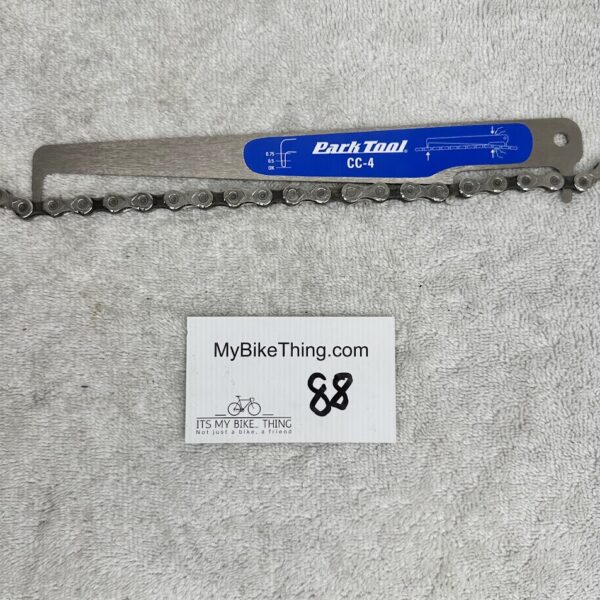 Park Tool
CC-4
0.75
0.5
OK
MyBikeThing.com
88
ITS MY BIKE.. THING
Not just a bike, a friend